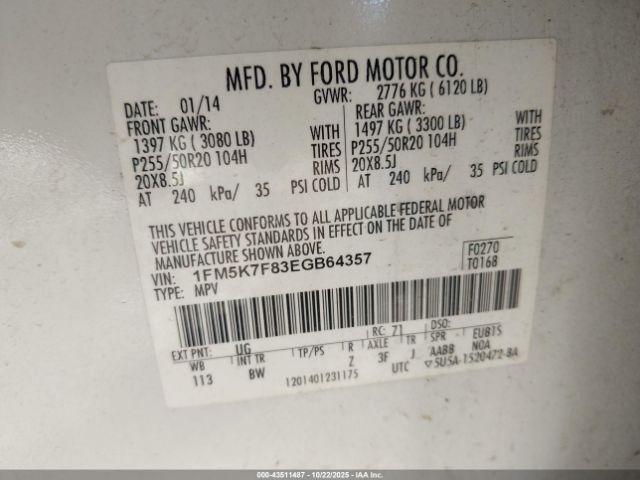 MFD. BY FORD MOTOR CO.
DATE: 01/14 GVWR: 2776 KG ( 6120 LB)
FRONT GAWR: REAR GAWR:
1397 KG ( 3080 LB) WITH 1497 KG ( 3300 LB) WITH
P255/50R20 104H TIRES P255/50R20 104H TIRES
20X8.5J RIMS 20X8.5J RIMS
AT 240 kPa/ 35 PSI COLD AT 240 kPa/ 35 PSI COLD
THIS VEHICLE CONFORMS TO ALL APPLICABLE FEDERAL MOTOR
VEHICLE SAFETY STANDARDS IN EFFECT ON THE DATE OF
MANUFACTURE SHOWN ABOVE.
VIN: 1FM5K7F83EGB64357 F0270
TYPE: MPV T0168
EXT PNT: UG RC: 71 DSO:
WB INT TR TP/PS R AXLE TR SPR EUB1S
113 BW Z 3F J AABB NOA
1201401231175 UTC ▽5U5A-1520472-BA
000-43511487 - 10/22/2025 - IAAI.com